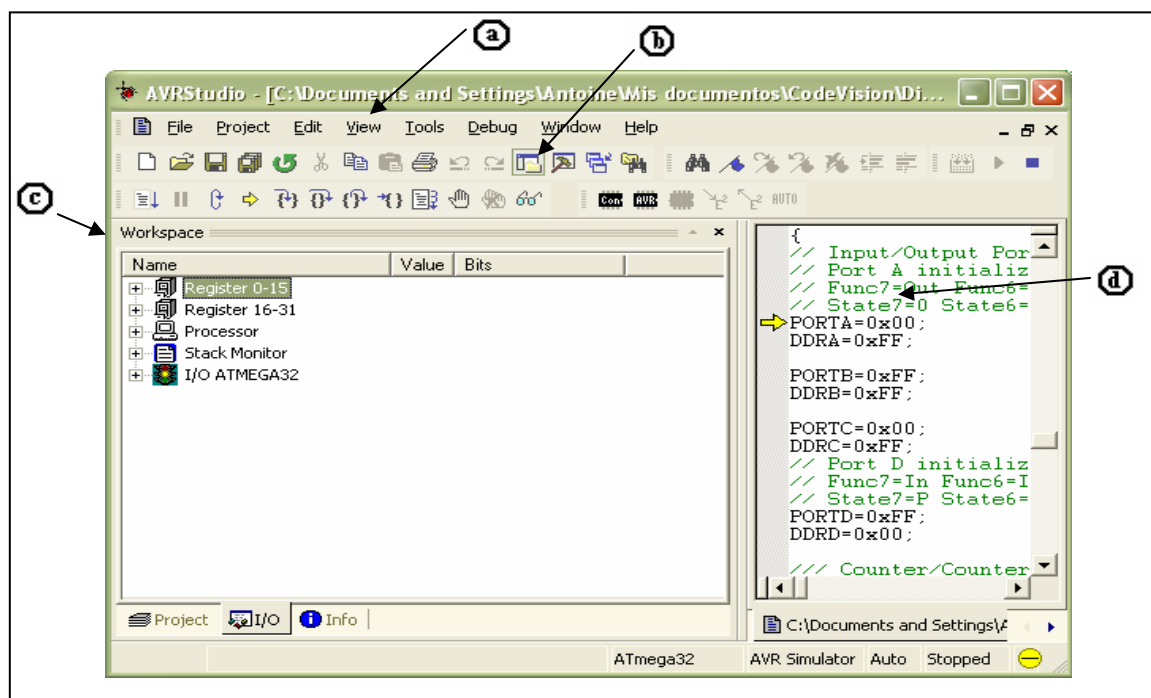 a
b
AVRStudio - [C:\Documents and Settings\Antoine\Mis documentos\CodeVision\Di...
File Project Edit View Tools Debug Window Help
Con AVR AUTO
c
Workspace
Name Value Bits
Register 0-15
Register 16-31
Processor
Stack Monitor
I/O ATMEGA32
Project I/O Info
{
// Input/Output Por
// Port A initializ
// Func7=Out Func6=
// State7=0 State6=
PORTA=0x00;
DDRA=0xFF;
PORTB=0xFF;
DDRB=0xFF;
PORTC=0x00;
DDRC=0xFF;
// Port D initializ
// Func7=In Func6=I
// State7=P State6=
PORTD=0xFF;
DDRD=0x00;
/// Counter/Counter
d
C:\Documents and Settings\A
ATmega32 AVR Simulator Auto Stopped